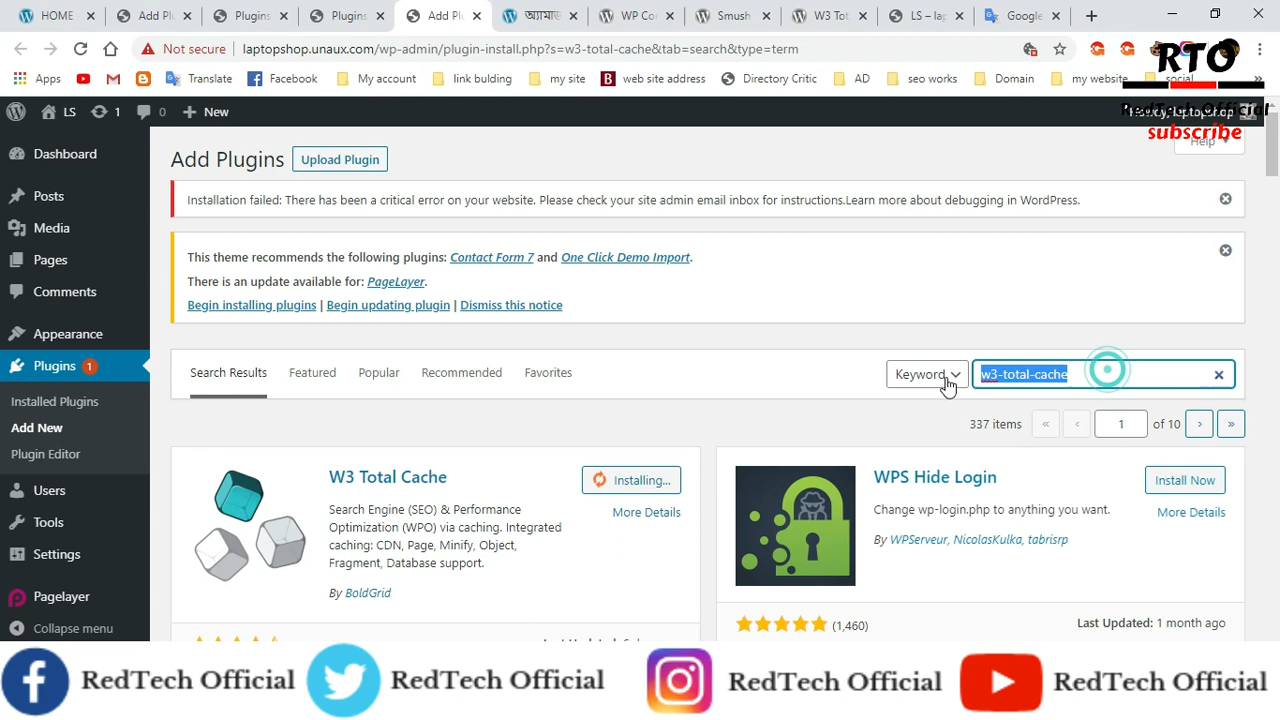 HOME
Add Pl
Plugins
Plugins
Add Pl
অ্যামাজ
WP Co
Smush
W3 Tot
LS – lap
Google
Not secure
laptopshop.unaux.com/wp-admin/plugin-install.php?s=w3-total-cache&tab=search&type=term
RTO
Apps
Translate
Facebook
My account
link bulding
my site
B web site address
Directory Critic
AD
seo works
Domain
my website
social
LS
1
0
New
Howdy, laptopshop
RedTech Official
subscribe
Dashboard
Posts
Media
Pages
Comments
Appearance
Plugins 1
Installed Plugins
Add New
Plugin Editor
Users
Tools
Settings
Pagelayer
Collapse menu
Add Plugins
Upload Plugin
Help
Installation failed: There has been a critical error on your website. Please check your site admin email inbox for instructions.Learn more about debugging in WordPress.
This theme recommends the following plugins: Contact Form 7 and One Click Demo Import.
There is an update available for: PageLayer.
Begin installing plugins | Begin updating plugin | Dismiss this notice
Search Results
Featured
Popular
Recommended
Favorites
Keyword
w3-total-cache
337 items
«
‹
1
of 10
›
»
W3 Total Cache
Installing...
More Details
Search Engine (SEO) & Performance
Optimization (WPO) via caching. Integrated
caching: CDN, Page, Minify, Object,
Fragment, Database support.
By BoldGrid
WPS Hide Login
Install Now
More Details
Change wp-login.php to anything you want.
By WPServeur, NicolasKulka, tabrisrp
(1,460)
Last Updated: 1 month ago
RedTech Official
RedTech Official
RedTech Official
RedTech Official